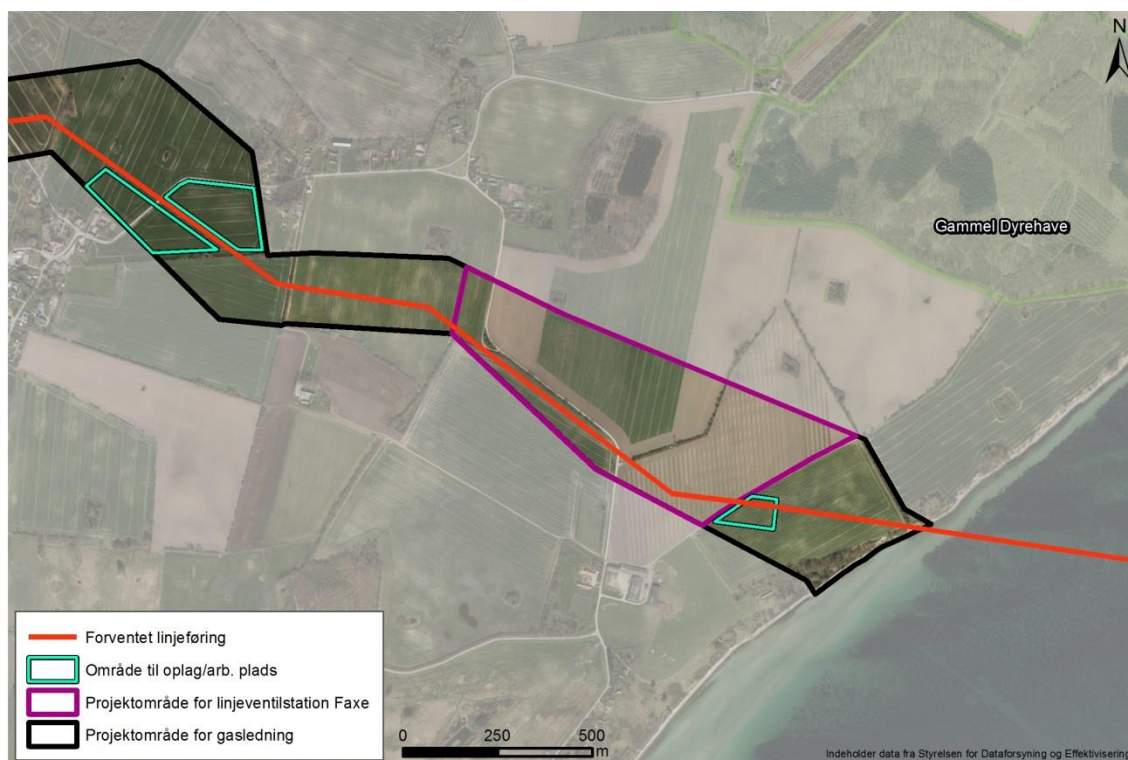 N
Gammel Dyrehave
Forventet linjeføring
Område til oplag/arb. plads
Projektområde for linjeventilstation Faxe
Projektområde for gasledning
0 250 500
m
Indeholder data fra Styrelsen for Dataforsyning og Effektivisering